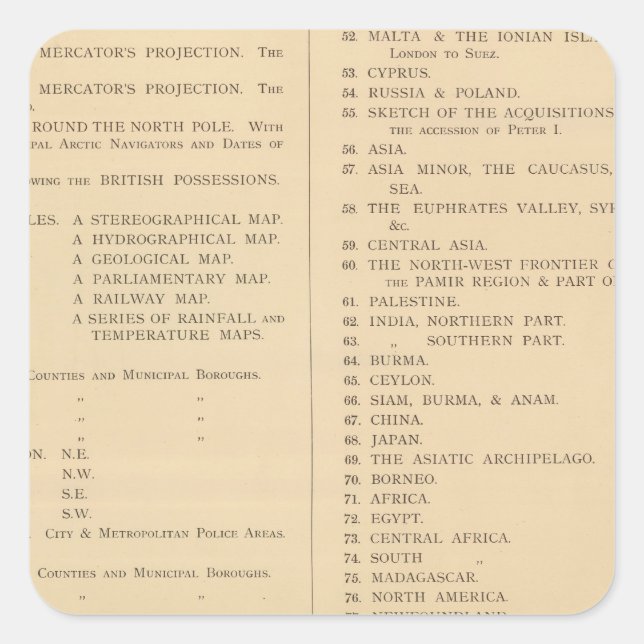 MERCATOR'S PROJECTION. The
MERCATOR'S PROJECTION. The
ROUND THE NORTH POLE. With
Arctic Navigators and Dates of
the BRITISH POSSESSIONS.
A STEREOGRAPHICAL MAP.
A HYDROGRAPHICAL MAP.
A GEOLOGICAL MAP.
A PARLIAMENTARY MAP.
A RAILWAY MAP.
A SERIES OF RAINFALL and
TEMPERATURE MAPS.
Counties and Municipal Boroughs.
„ „
„ „
„ „
N.E.
N.W.
S.E.
S.W.
City & Metropolitan Police Areas.
Counties and Municipal Boroughs.
„ „
52. MALTA & THE IONIAN
London to Suez.
53. CYPRUS.
54. RUSSIA & POLAND.
55. SKETCH OF THE ACQUISITIONS
the accession of Peter I.
56. ASIA.
57. ASIA MINOR, THE CAUCASUS,
SEA.
58. THE EUPHRATES VALLEY,
&c.
59. CENTRAL ASIA.
60. THE NORTH-WEST FRONTIER
the PAMIR REGION & PART
61. PALESTINE.
62. INDIA, NORTHERN PART.
63. „ SOUTHERN PART.
64. BURMA.
65. CEYLON.
66. SIAM, BURMA, & ANAM.
67. CHINA.
68. JAPAN.
69. THE ASIATIC ARCHIPELAGO.
70. BORNEO.
71. AFRICA.
72. EGYPT.
73. CENTRAL AFRICA.
74. SOUTH „
75. MADAGASCAR.
76. NORTH AMERICA.